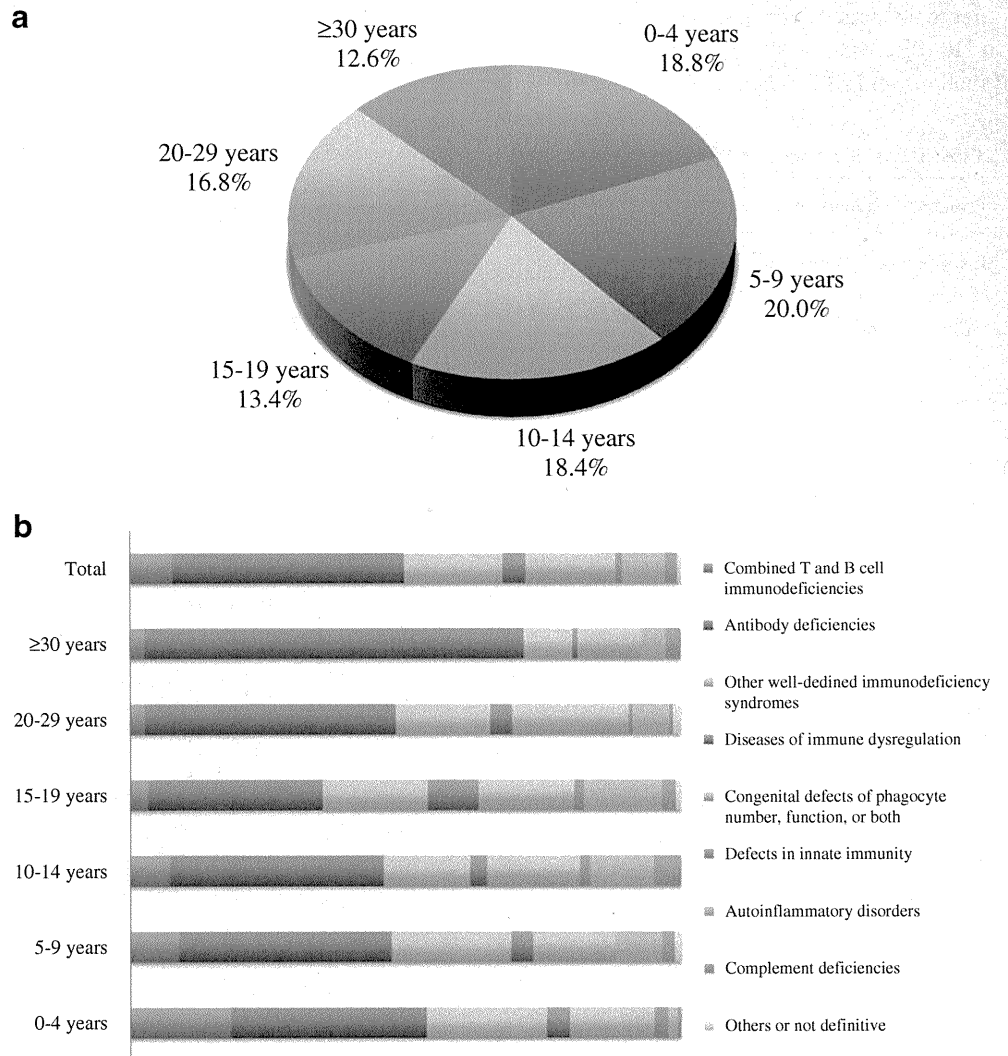 a
≥30 years
12.6%
0-4 years
18.8%
20-29 years
16.8%
5-9 years
20.0%
15-19 years
13.4%
10-14 years
18.4%
b
Total
≥30 years
20-29 years
15-19 years
10-14 years
5-9 years
0-4 years
Combined T and B cell
immunodeficiencies
Antibody deficiencies
Other well-dedined immunodeficiency
syndromes
Diseases of immune dysregulation
Congenital defects of phagocyte
number, function, or both
Defects in innate immunity
Autoinflammatory disorders
Complement deficiencies
Others or not definitive